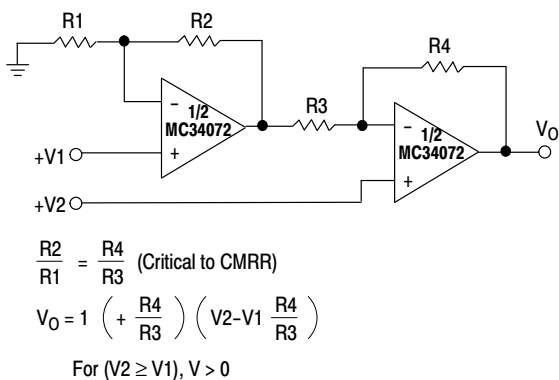 R1
R2
R4
R3
1/2
MC34072
1/2
MC34072
−
+
−
+
+V1
+V2
VO
R2/R1 = R4/R3 (Critical to CMRR)
VO = 1 ( + R4/R3 ) ( V2−V1 R4/R3 )
For (V2 ≥ V1), V > 0